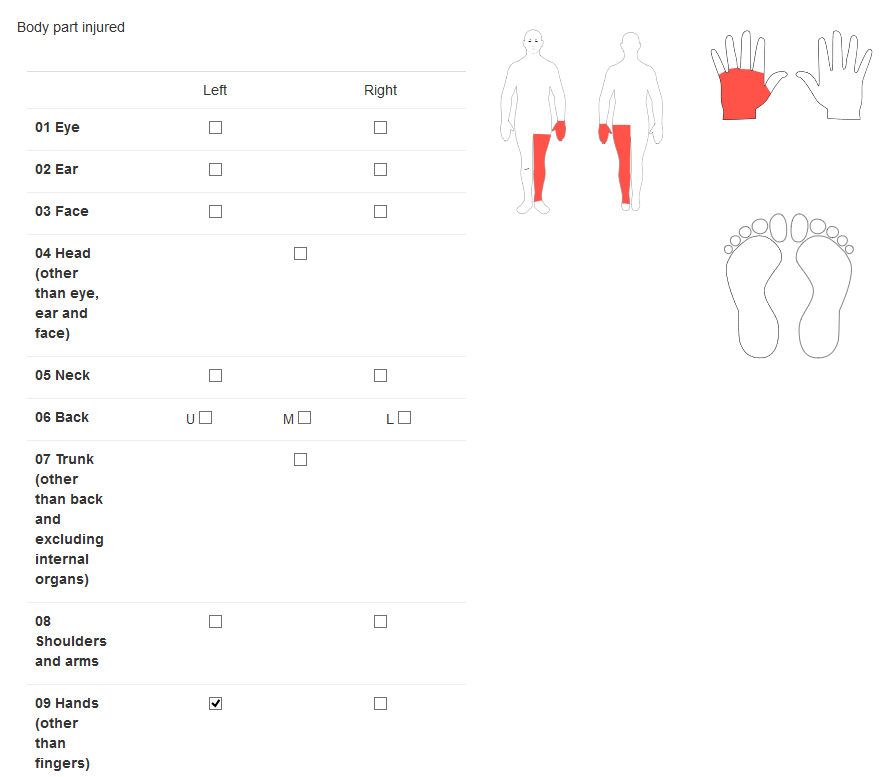 Body part injured
Left Right
01 Eye
02 Ear
03 Face
04 Head
(other
than eye,
ear and
face)
05 Neck
06 Back U M L
07 Trunk
(other
than back
and
excluding
internal
organs)
08
Shoulders
and arms
09 Hands
(other
than
fingers)